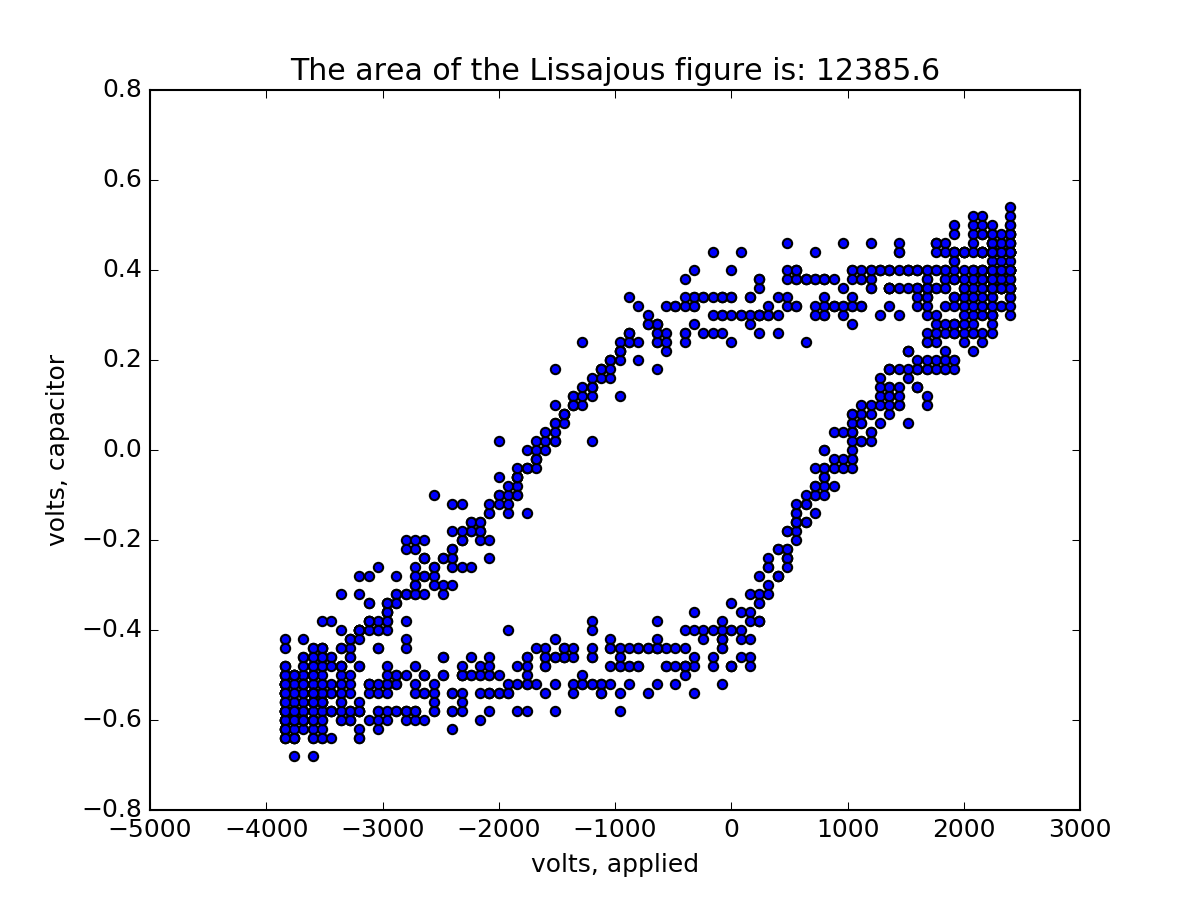 The area of the Lissajous figure is: 12385.6
0.8
0.6
0.4
0.2
0.0
−0.2
−0.4
−0.6
−0.8
volts, capacitor
−5000 −4000 −3000 −2000 −1000 0 1000 2000 3000
volts, applied